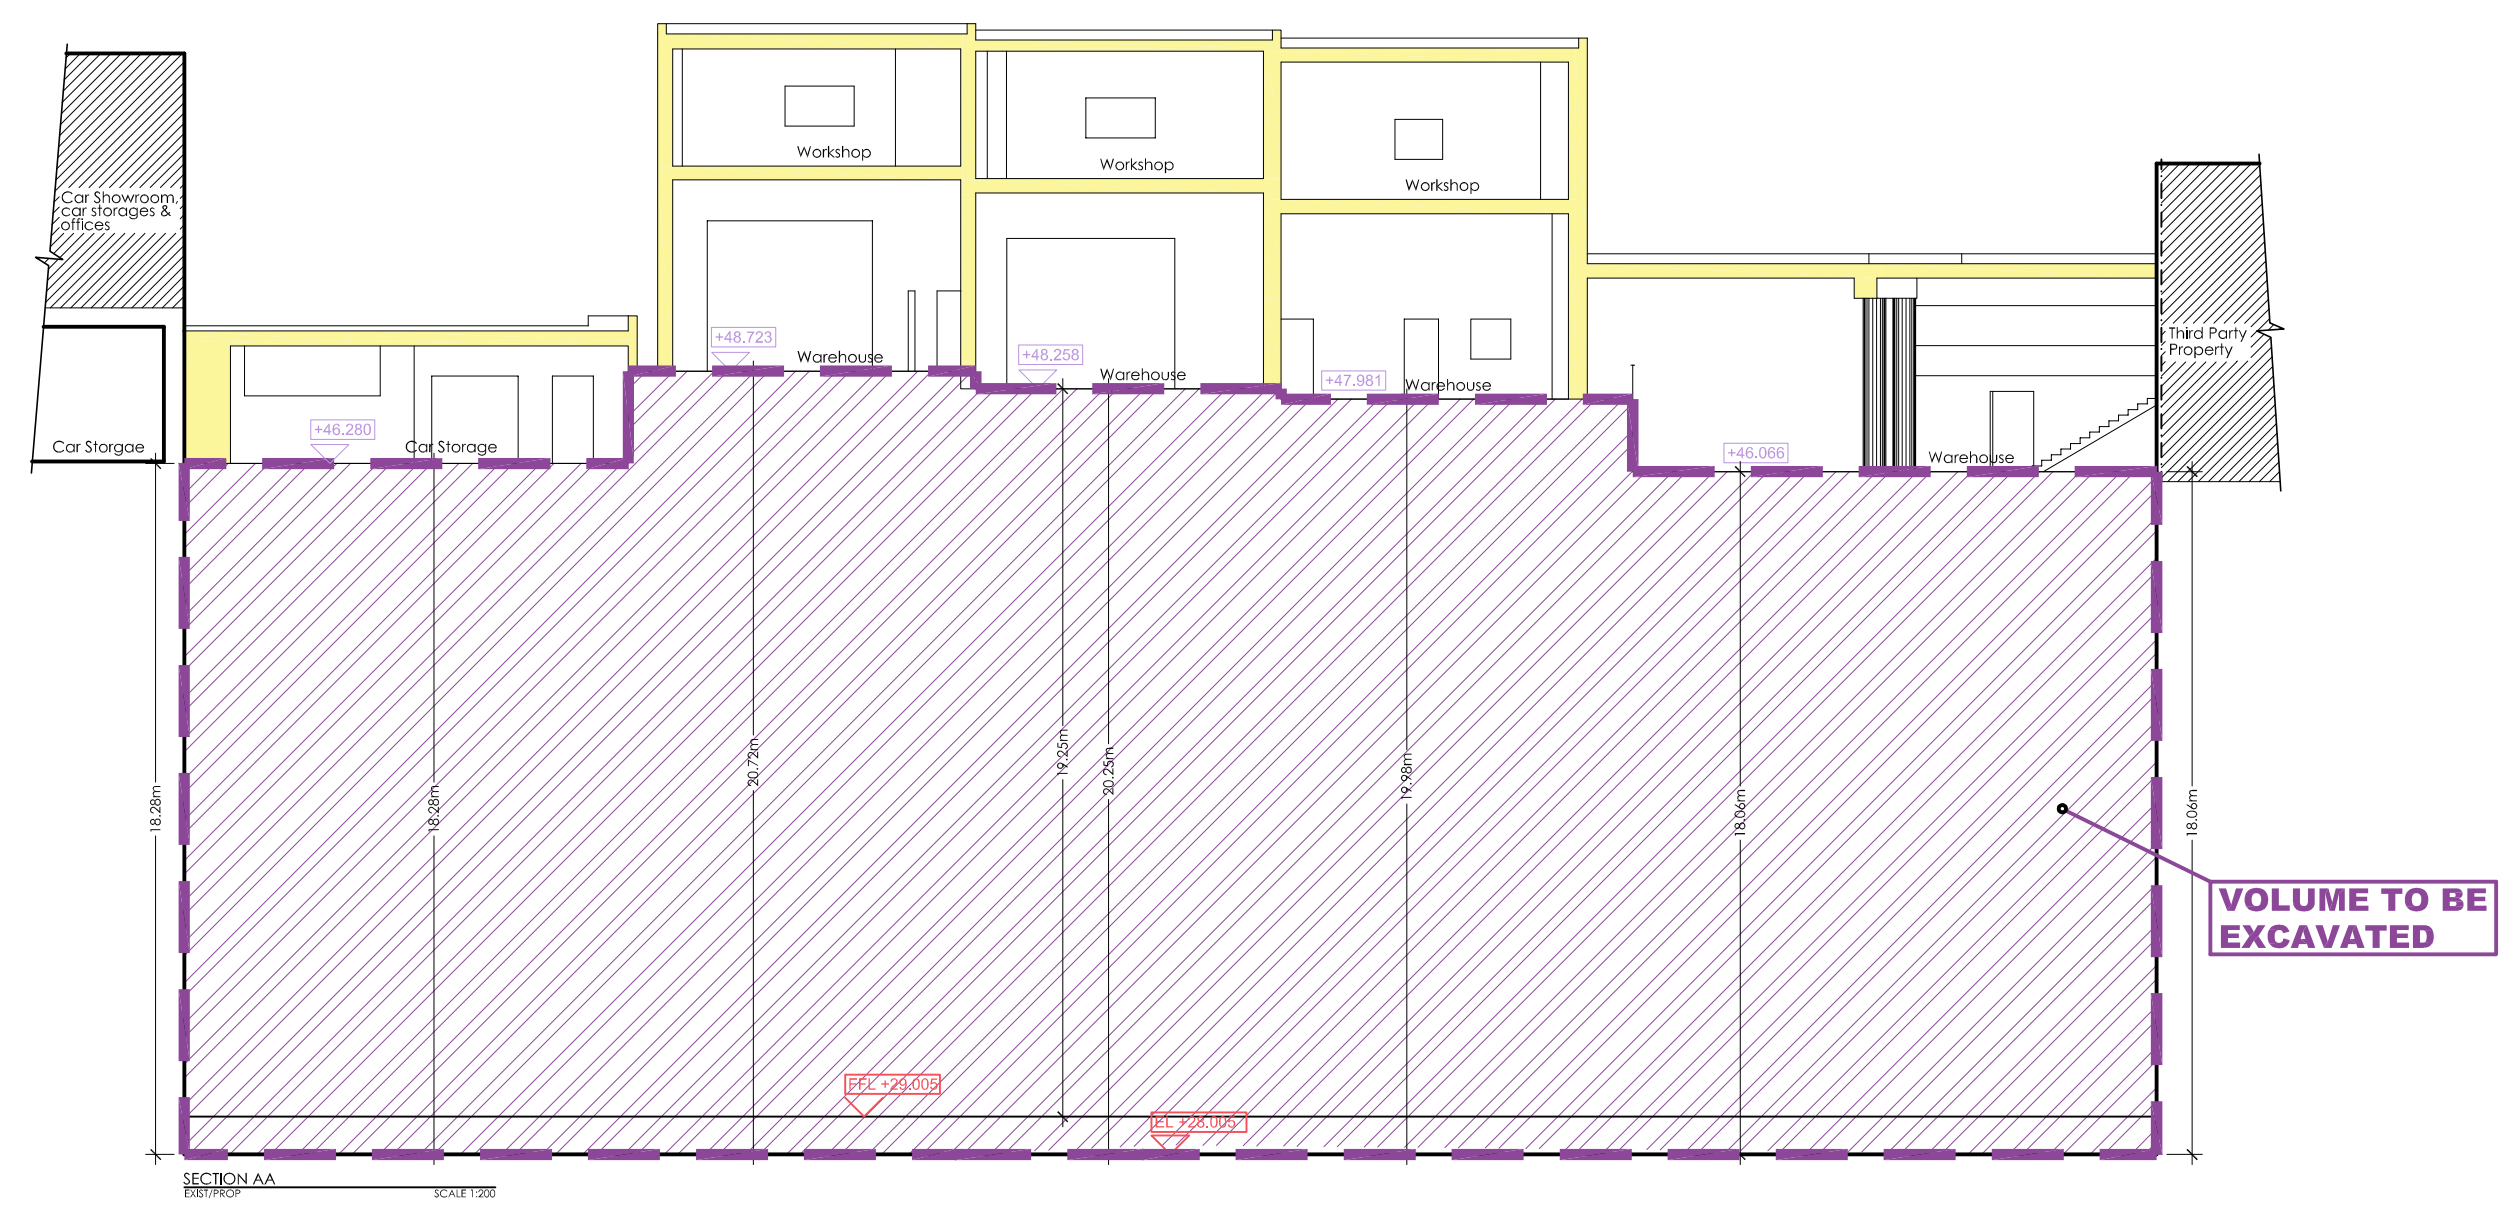 Workshop
Workshop
Workshop
Car Showroom,
car storages &
offices
Third Party
Property
+48.723
+48.258
+47.981
Warehouse
Warehouse
Warehouse
+46.280
+46.066
Car Storgae
Car Storage
Warehouse
18.28m
18.28m
20.72m
19.25m
20.25m
19.98m
18.06m
18.06m
VOLUME TO BE
EXCAVATED
FFL +29.005
EL +28.005
SECTION AA
EXIST/PROP
SCALE 1:200